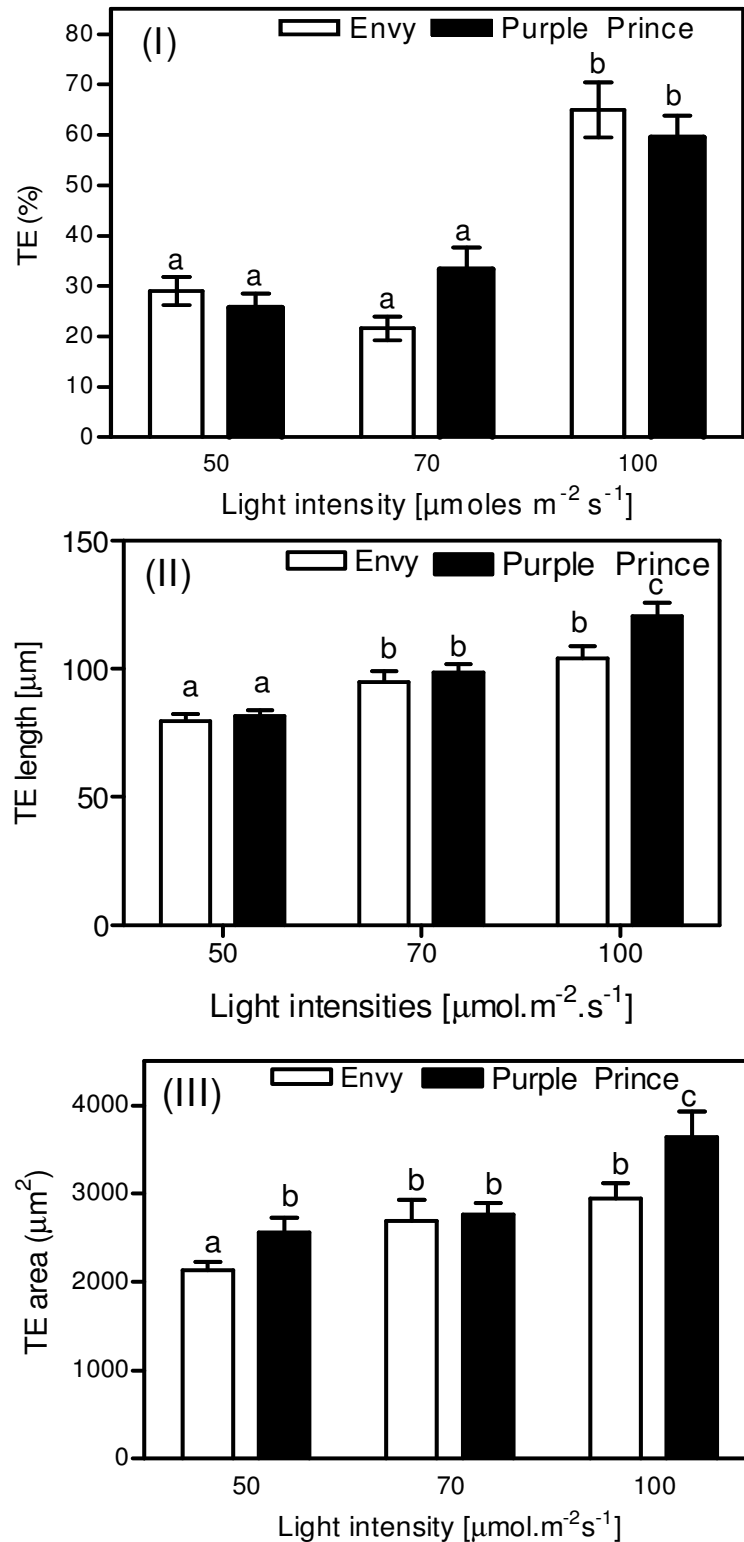 (I) Envy Purple Prince
80
70
60
50
40
30
20
10
0
TE (%)
a a a a b b
50 70 100
Light intensity [µmoles m⁻² s⁻¹]
(II) Envy Purple Prince
150
100
50
0
TE length [µm]
a a b b b c
50 70 100
Light intensities [µmol.m⁻².s⁻¹]
(III) Envy Purple Prince
4000
3000
2000
1000
0
TE area (µm²)
a b b b b c
50 70 100
Light intensity [µmol.m⁻²s⁻¹]